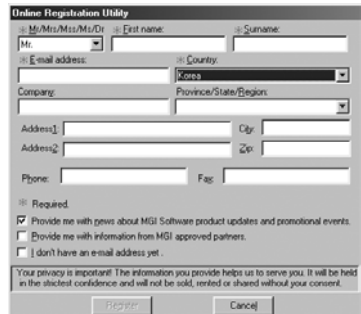 Online Registration Utility
※ Mr/Mrs/Mss/Ms/Dr ※ First name: ※ Surname:
Mr.
※ E-mail address: ※ Country:
Korea
Company: Province/State/Region:
Address1: City:
Address2: Zip:
Phone: Fax:
※ Required.
Provide me with news about MGI Software product updates and promotional events.
Provide me with information from MGI approved partners.
I don't have an e-mail address yet .
Your privacy is important! The information you provide helps us to serve you. It will be held
in the strictest confidence and will not be sold, rented or shared without your consent.
Register Cancel